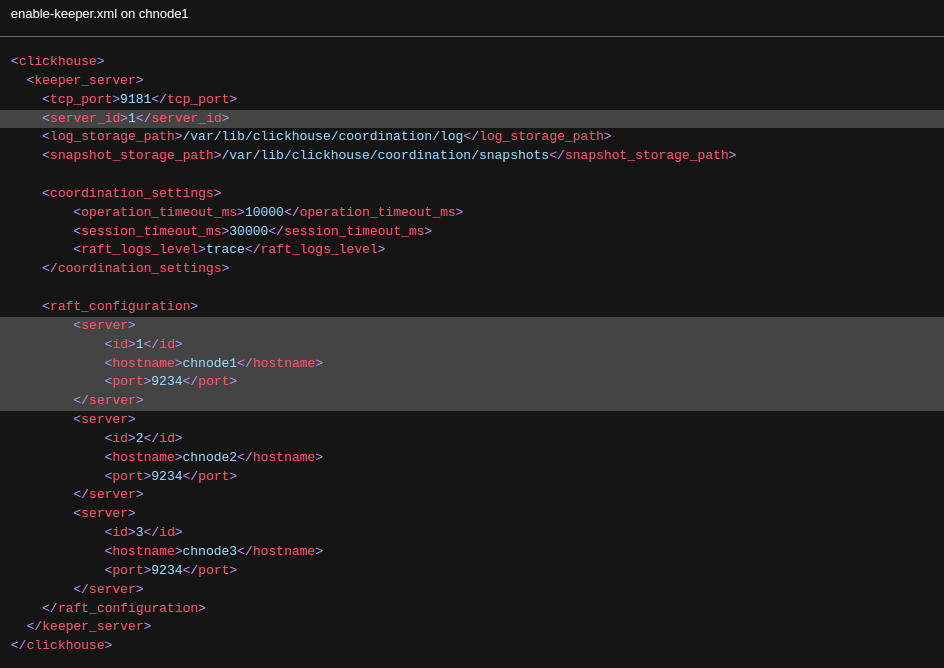 enable-keeper.xml on chnode1
<clickhouse>
  <keeper_server>
    <tcp_port>9181</tcp_port>
    <server_id>1</server_id>
    <log_storage_path>/var/lib/clickhouse/coordination/log</log_storage_path>
    <snapshot_storage_path>/var/lib/clickhouse/coordination/snapshots</snapshot_storage_path>

    <coordination_settings>
        <operation_timeout_ms>10000</operation_timeout_ms>
        <session_timeout_ms>30000</session_timeout_ms>
        <raft_logs_level>trace</raft_logs_level>
    </coordination_settings>

    <raft_configuration>
        <server>
            <id>1</id>
            <hostname>chnode1</hostname>
            <port>9234</port>
        </server>
        <server>
            <id>2</id>
            <hostname>chnode2</hostname>
            <port>9234</port>
        </server>
        <server>
            <id>3</id>
            <hostname>chnode3</hostname>
            <port>9234</port>
        </server>
    </raft_configuration>
  </keeper_server>
</clickhouse>